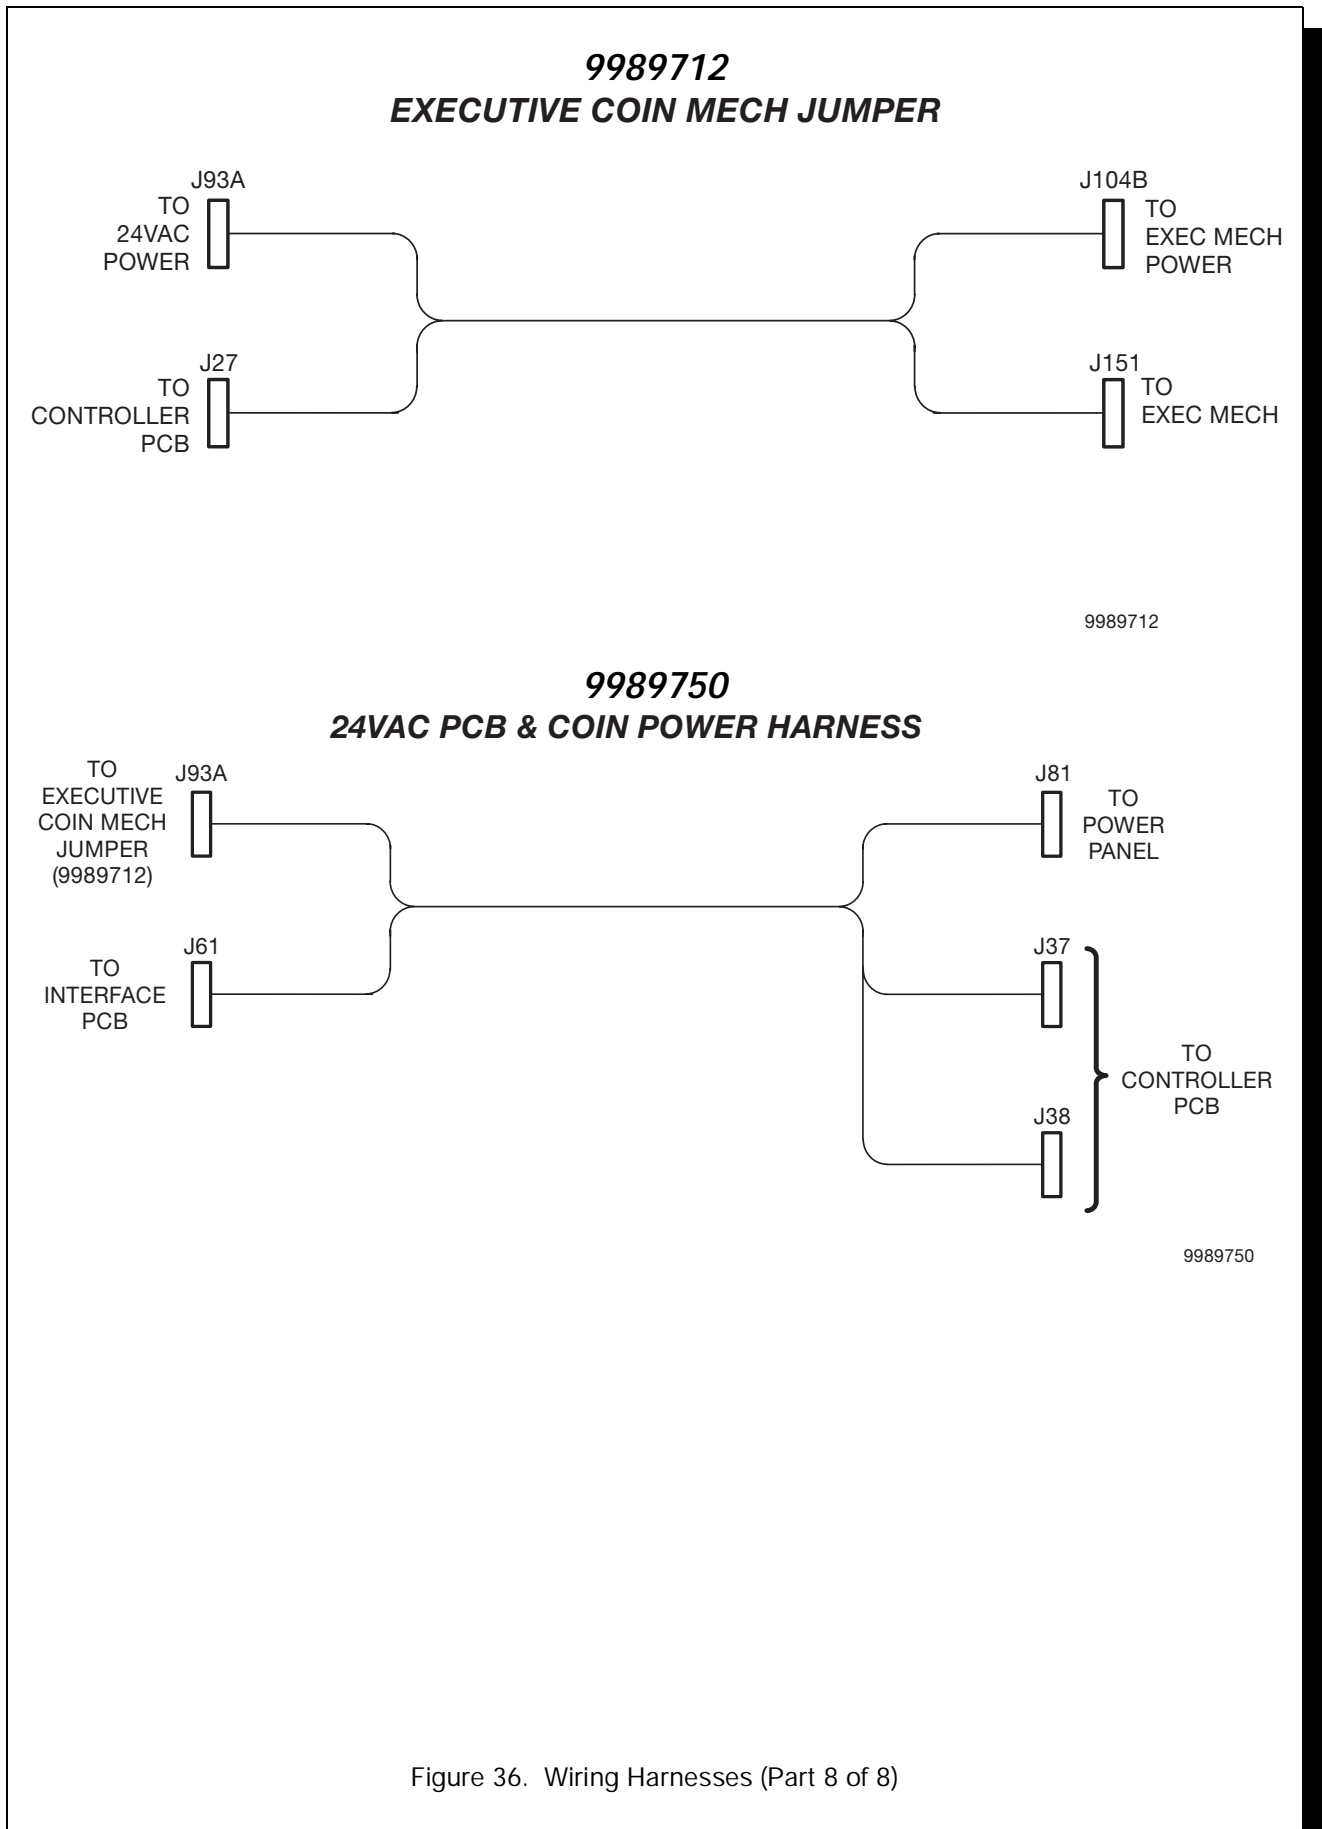 9989712
EXECUTIVE COIN MECH JUMPER
J93A
TO
24VAC
POWER
J104B
TO
EXEC MECH
POWER
J27
TO
CONTROLLER
PCB
J151
TO
EXEC MECH
9989712
9989750
24VAC PCB & COIN POWER HARNESS
TO
EXECUTIVE
COIN MECH
JUMPER
(9989712)
J93A
J81
TO
POWER
PANEL
J61
TO
INTERFACE
PCB
J37
J38
TO
CONTROLLER
PCB
9989750
Figure 36. Wiring Harnesses (Part 8 of 8)